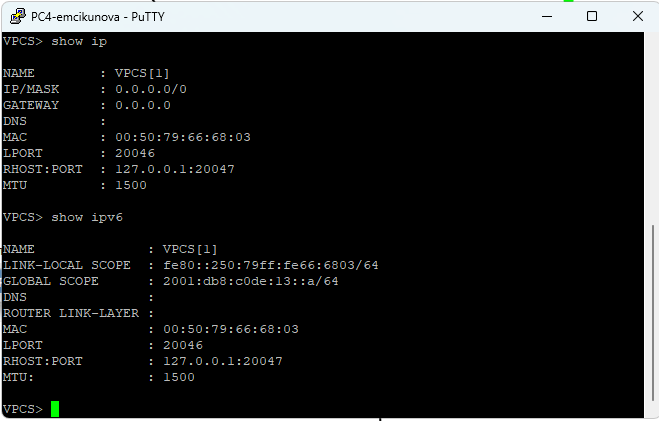 PC4-emcikunova - PuTTY
VPCS> show ip
NAME : VPCS[1]
IP/MASK : 0.0.0.0/0
GATEWAY : 0.0.0.0
DNS :
MAC : 00:50:79:66:68:03
LPORT : 20046
RHOST:PORT : 127.0.0.1:20047
MTU : 1500
VPCS> show ipv6
NAME : VPCS[1]
LINK-LOCAL SCOPE : fe80::250:79ff:fe66:6803/64
GLOBAL SCOPE : 2001:db8:c0de:13::a/64
DNS :
ROUTER LINK-LAYER :
MAC : 00:50:79:66:68:03
LPORT : 20046
RHOST:PORT : 127.0.0.1:20047
MTU: : 1500
VPCS>